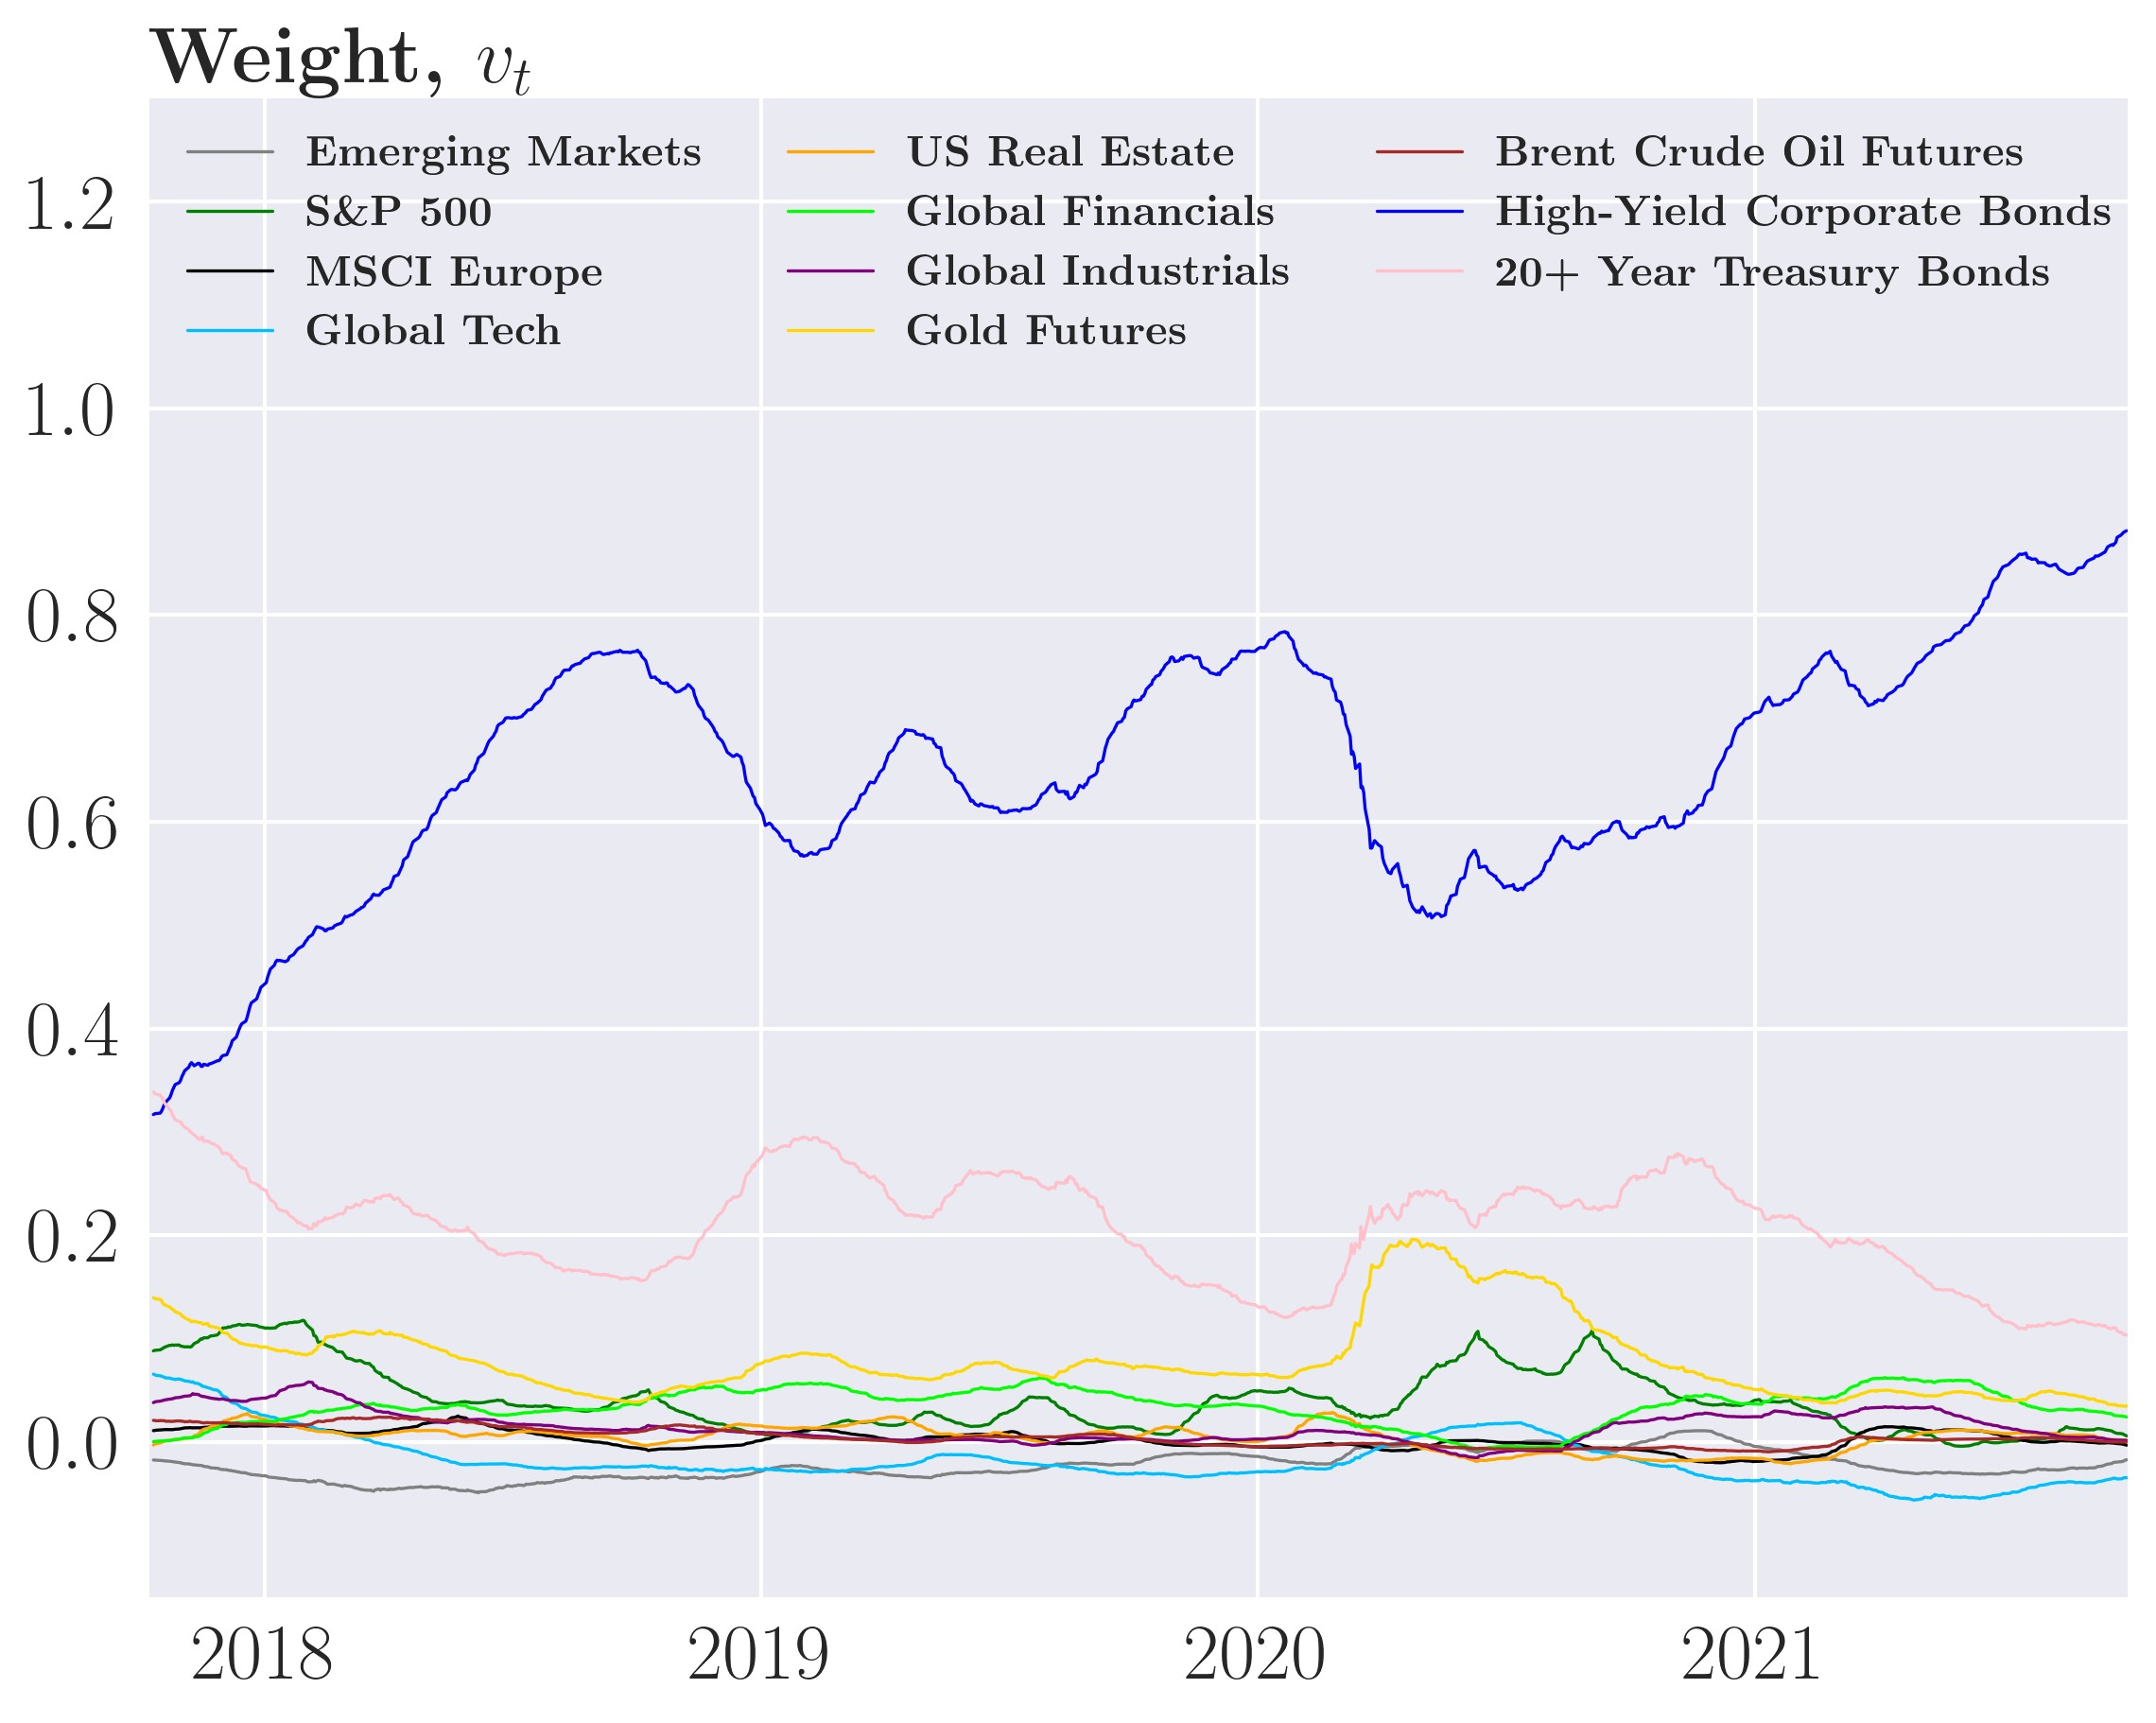 Weight, v_t
Emerging Markets
S&P 500
MSCI Europe
Global Tech
US Real Estate
Global Financials
Global Industrials
Gold Futures
Brent Crude Oil Futures
High-Yield Corporate Bonds
20+ Year Treasury Bonds
1.2
1.0
0.8
0.6
0.4
0.2
0.0
2018 2019 2020 2021